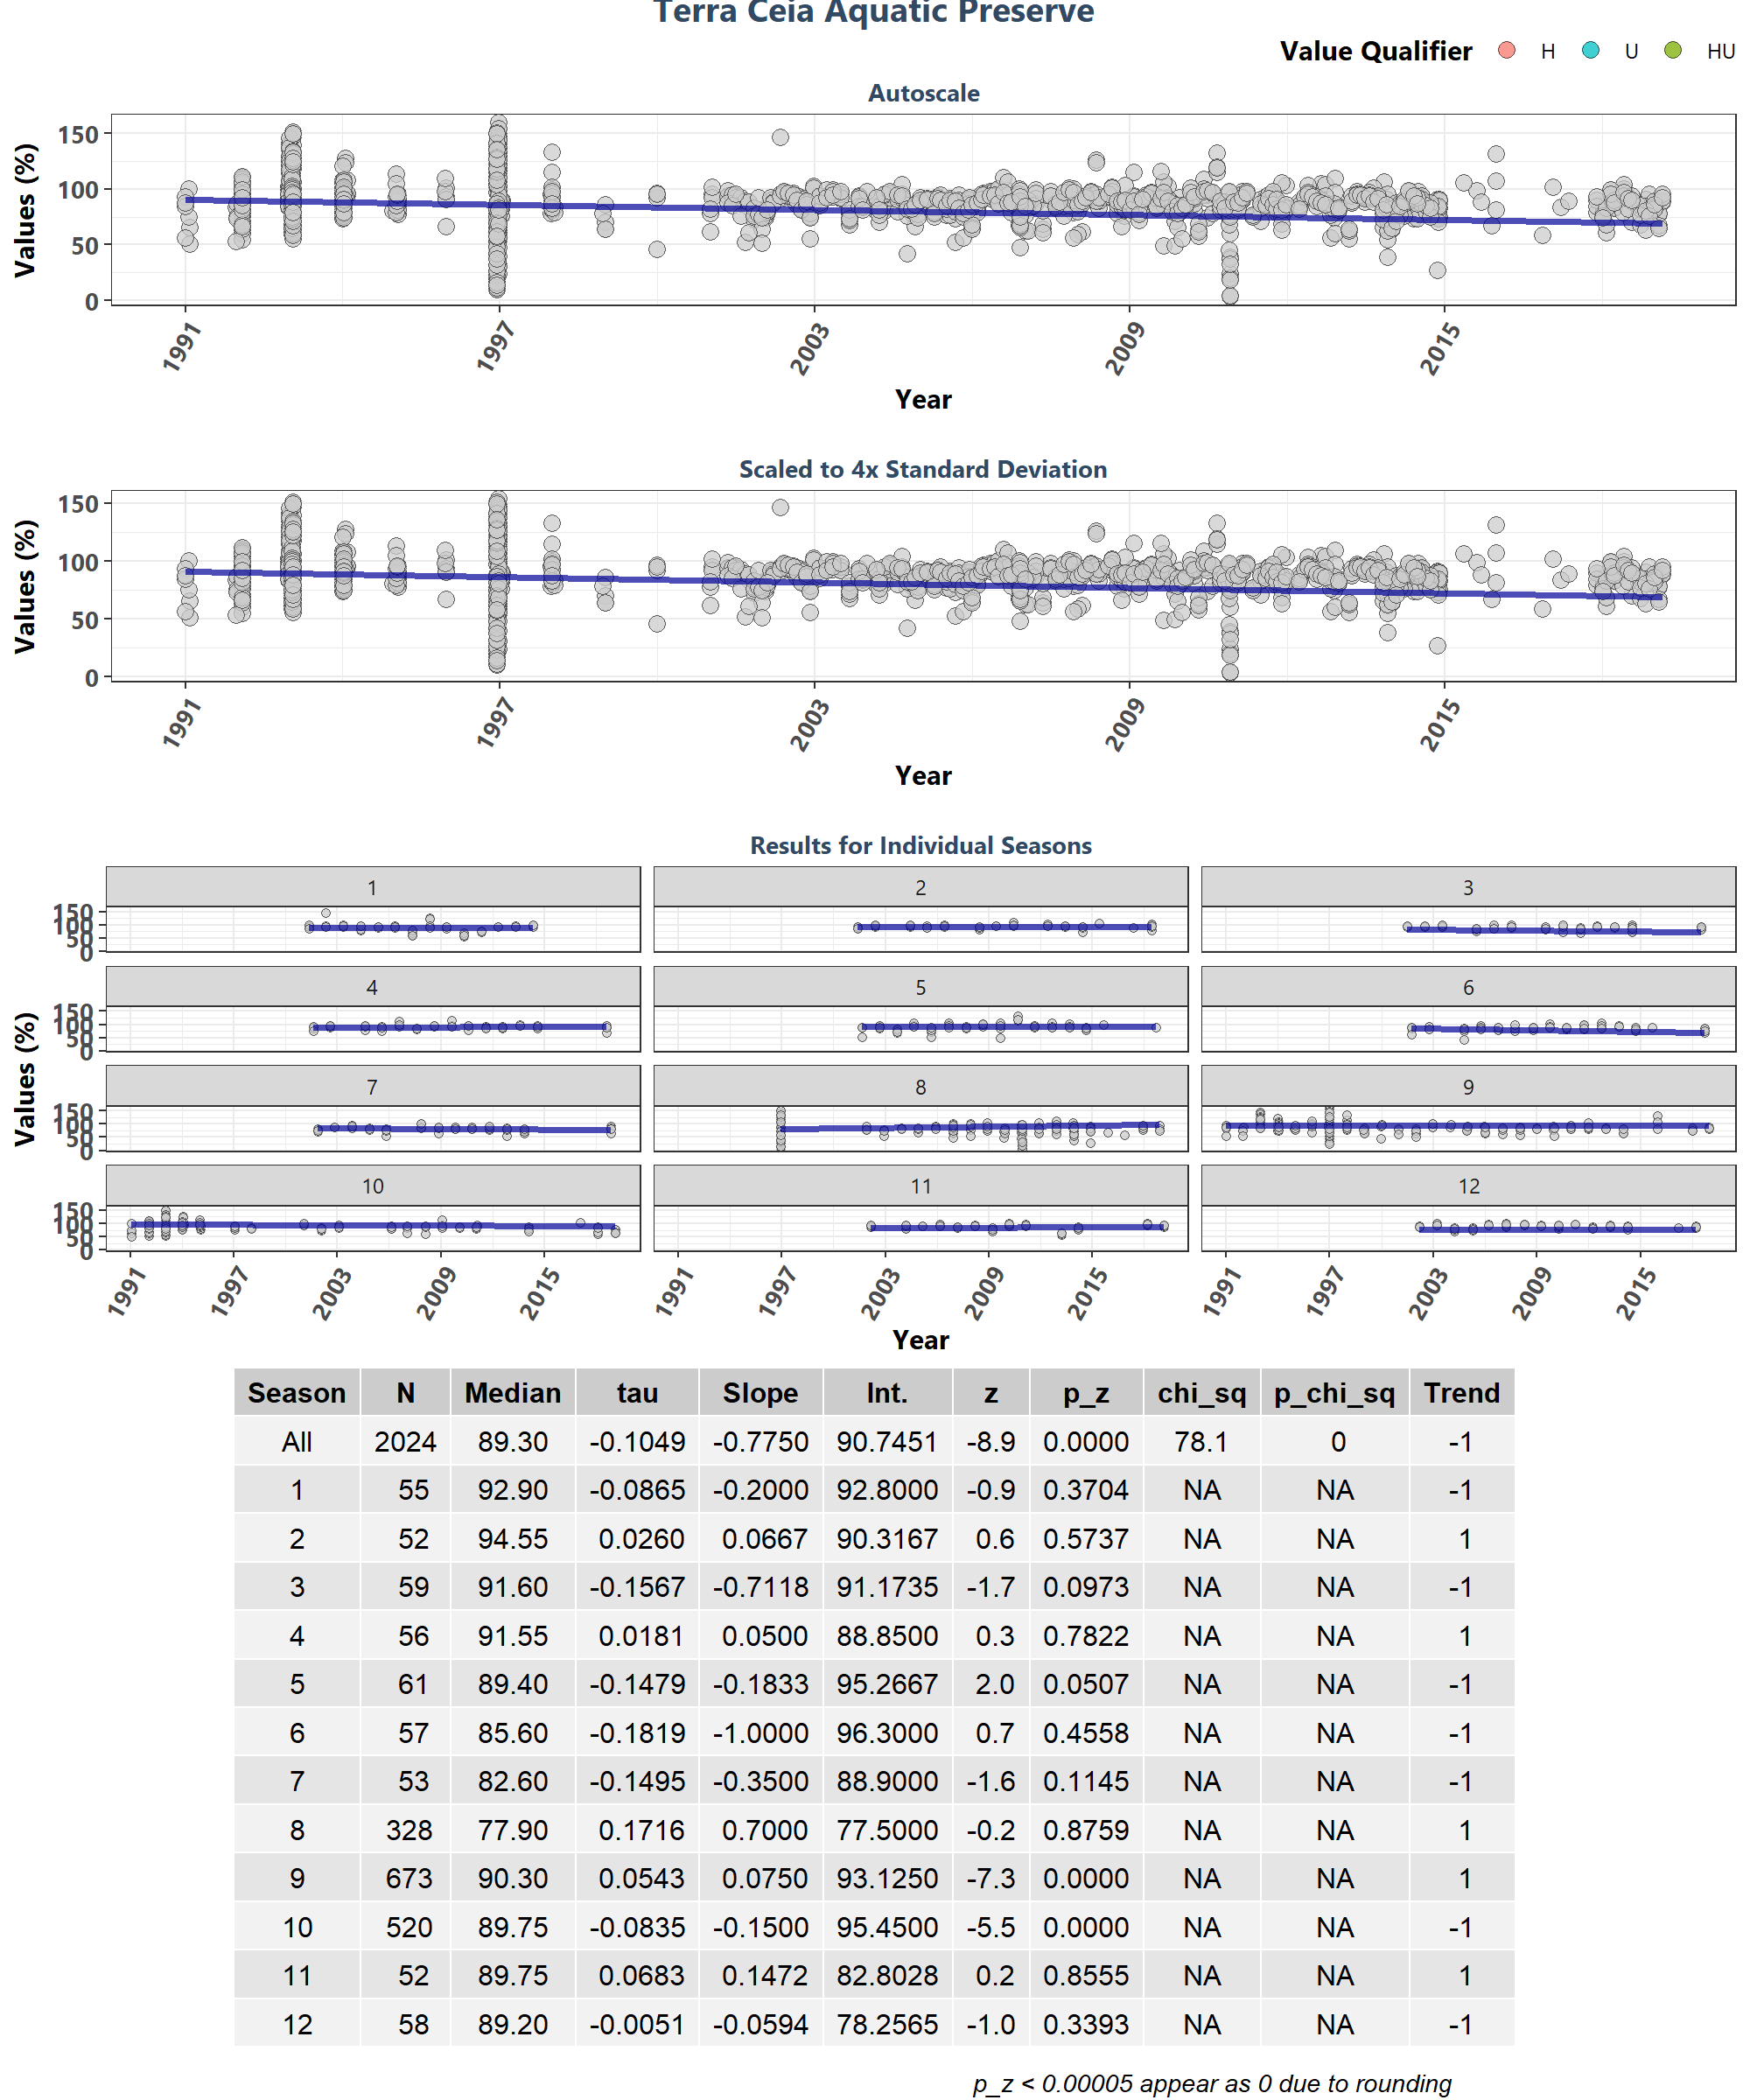 Terra Ceia Aquatic Preserve
Value Qualifier H U HU
Autoscale
Values (%)
150
100
50
0
1991 1997 2003 2009 2015
Year
Scaled to 4x Standard Deviation
Values (%)
150
100
50
0
1991 1997 2003 2009 2015
Year
Results for Individual Seasons
Values (%)
1 2 3
150
100
50
0
4 5 6
150
100
50
0
7 8 9
150
100
50
0
10 11 12
150
100
50
0
1991 1997 2003 2009 2015 1991 1997 2003 2009 2015 1991 1997 2003 2009 2015
Year
Season N Median tau Slope Int. z p_z chi_sq p_chi_sq Trend
All 2024 89.30 -0.1049 -0.7750 90.7451 -8.9 0.0000 78.1 0 -1
1 55 92.90 -0.0865 -0.2000 92.8000 -0.9 0.3704 NA NA -1
2 52 94.55 0.0260 0.0667 90.3167 0.6 0.5737 NA NA 1
3 59 91.60 -0.1567 -0.7118 91.1735 -1.7 0.0973 NA NA -1
4 56 91.55 0.0181 0.0500 88.8500 0.3 0.7822 NA NA 1
5 61 89.40 -0.1479 -0.1833 95.2667 2.0 0.0507 NA NA -1
6 57 85.60 -0.1819 -1.0000 96.3000 0.7 0.4558 NA NA -1
7 53 82.60 -0.1495 -0.3500 88.9000 -1.6 0.1145 NA NA -1
8 328 77.90 0.1716 0.7000 77.5000 -0.2 0.8759 NA NA 1
9 673 90.30 0.0543 0.0750 93.1250 -7.3 0.0000 NA NA 1
10 520 89.75 -0.0835 -0.1500 95.4500 -5.5 0.0000 NA NA -1
11 52 89.75 0.0683 0.1472 82.8028 0.2 0.8555 NA NA 1
12 58 89.20 -0.0051 -0.0594 78.2565 -1.0 0.3393 NA NA -1
p_z < 0.00005 appear as 0 due to rounding